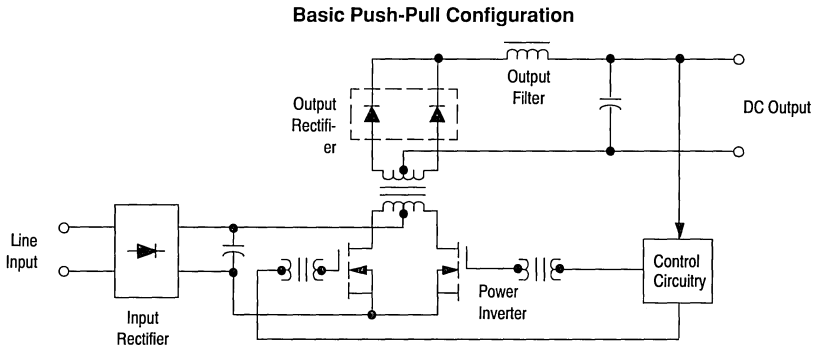 Basic Push-Pull Configuration
Output
Filter
Output
Rectifi-
er
DC Output
Line
Input
Control
Circuitry
Power
Inverter
Input
Rectifier